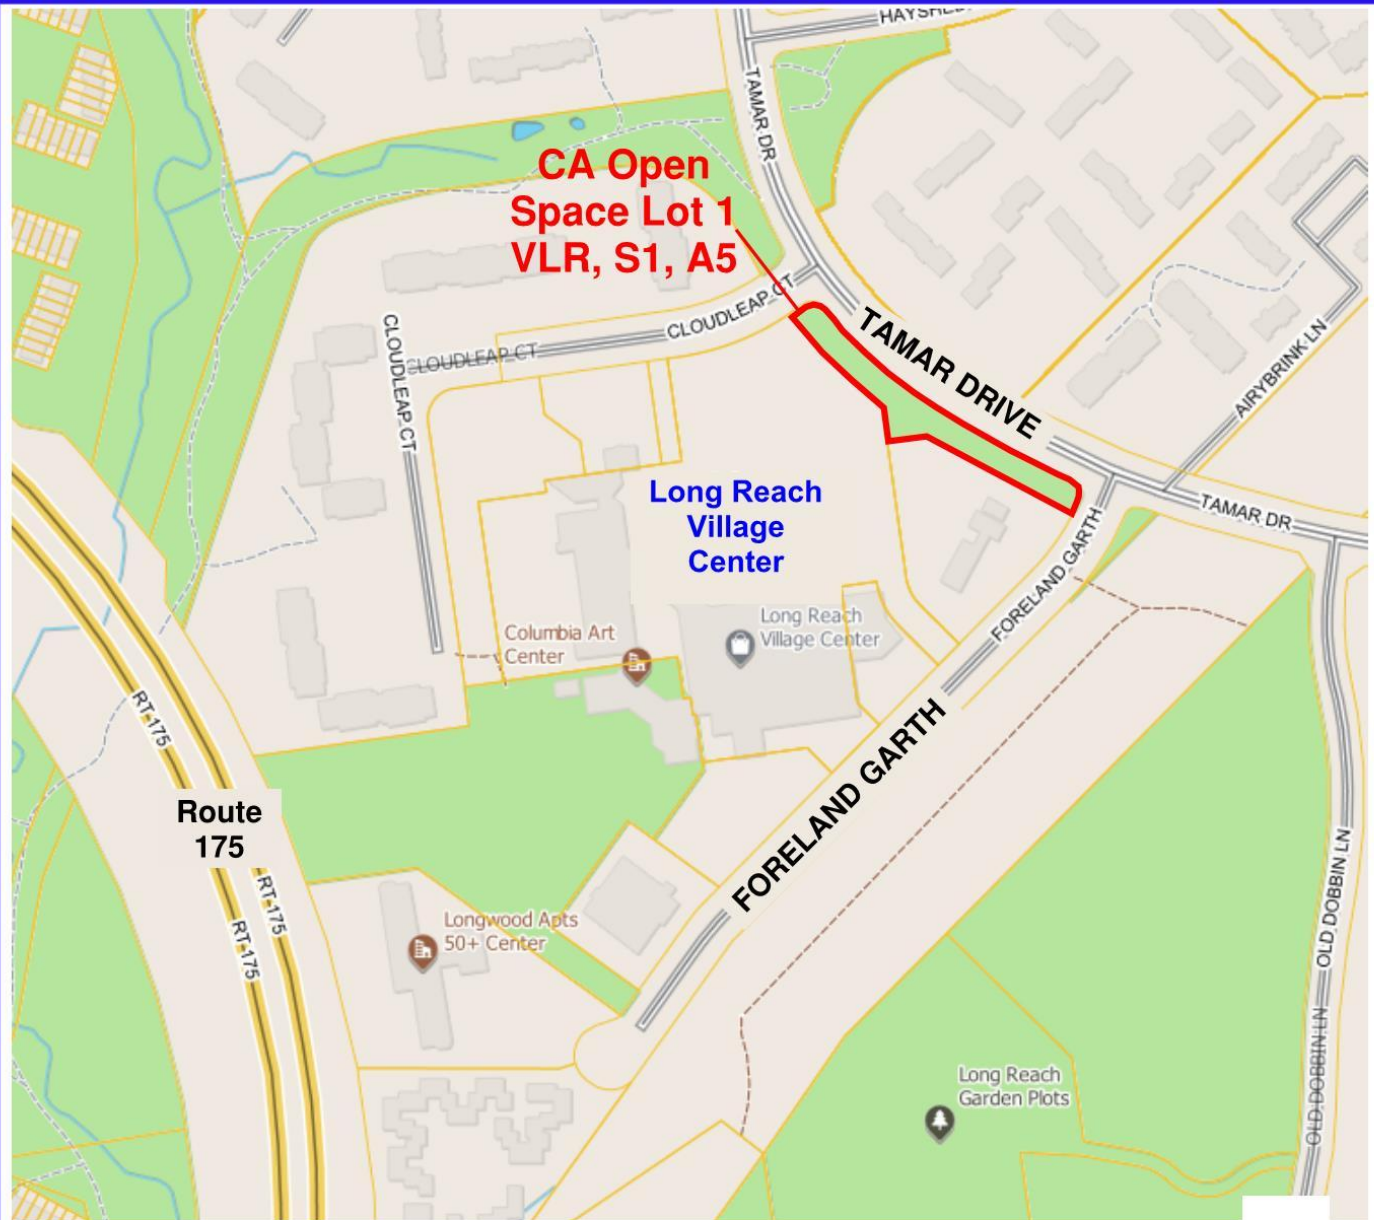 HAYSHED
TAMAR DR
CA Open
Space Lot 1
VLR, S1, A5
CLOUDLEAP CT
CLOUDLEAP CT
CLOUDLEAP CT
TAMAR DRIVE
AIRYBRINK LN
Long Reach
Village
Center
TAMAR DR
FORELAND GARTH
Columbia Art
Center
Long Reach
Village Center
RT-175
FORELAND GARTH
Route
175
RT-175
RT-175
Longwood Apts
50+ Center
OLD DOBBIN LN
OLD DOBBIN LN
Long Reach
Garden Plots